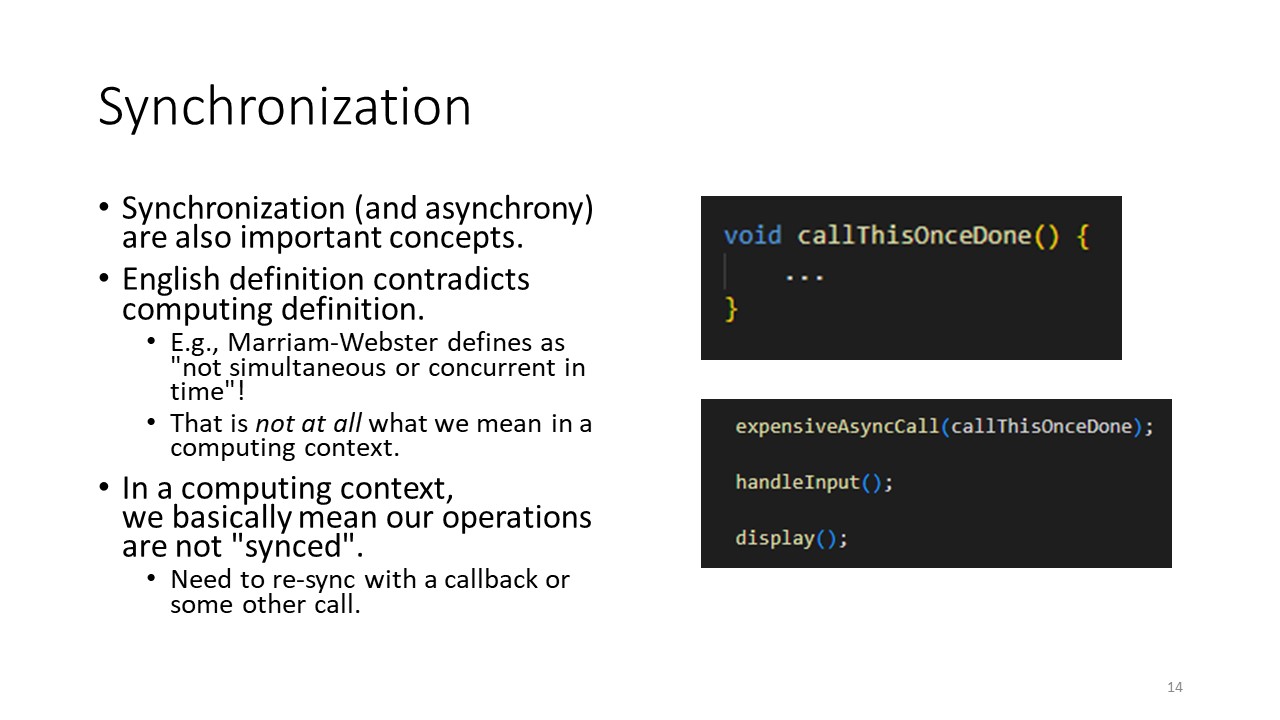 Synchronization
• Synchronization (and asynchrony)
are also important concepts.
• English definition contradicts
computing definition.
• E.g., Marriam-Webster defines as
"not simultaneous or concurrent in
time"!
• That is not at all what we mean in a
computing context.
• In a computing context,
we basically mean our operations
are not "synced".
• Need to re-sync with a callback or
some other call.
void callThisOnceDone() {
...
}
expensiveAsyncCall(callThisOnceDone);
handleInput();
display();
14